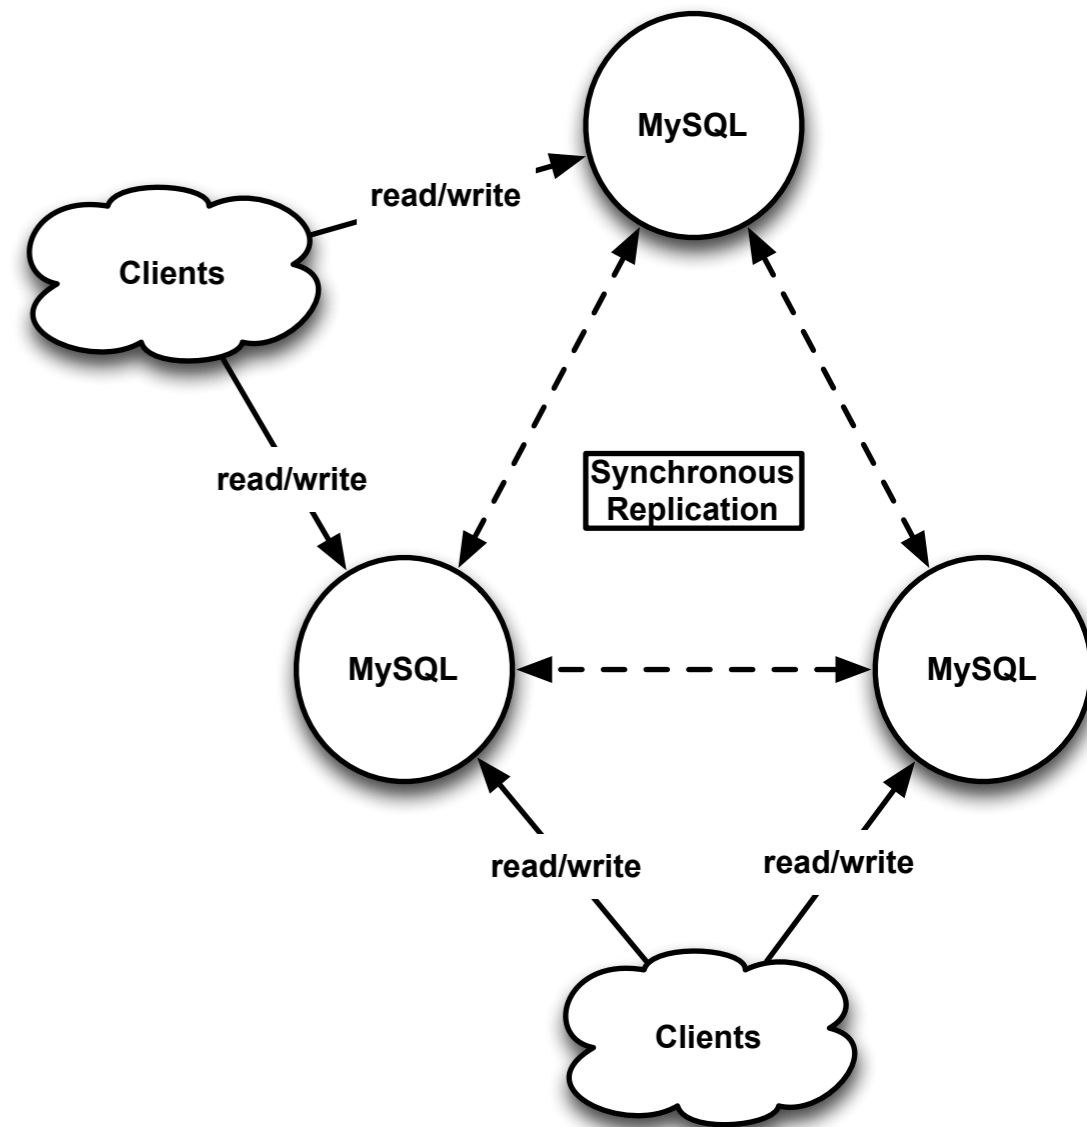 MySQL
read/write
Clients
read/write
Synchronous
Replication
MySQL
MySQL
read/write
read/write
Clients